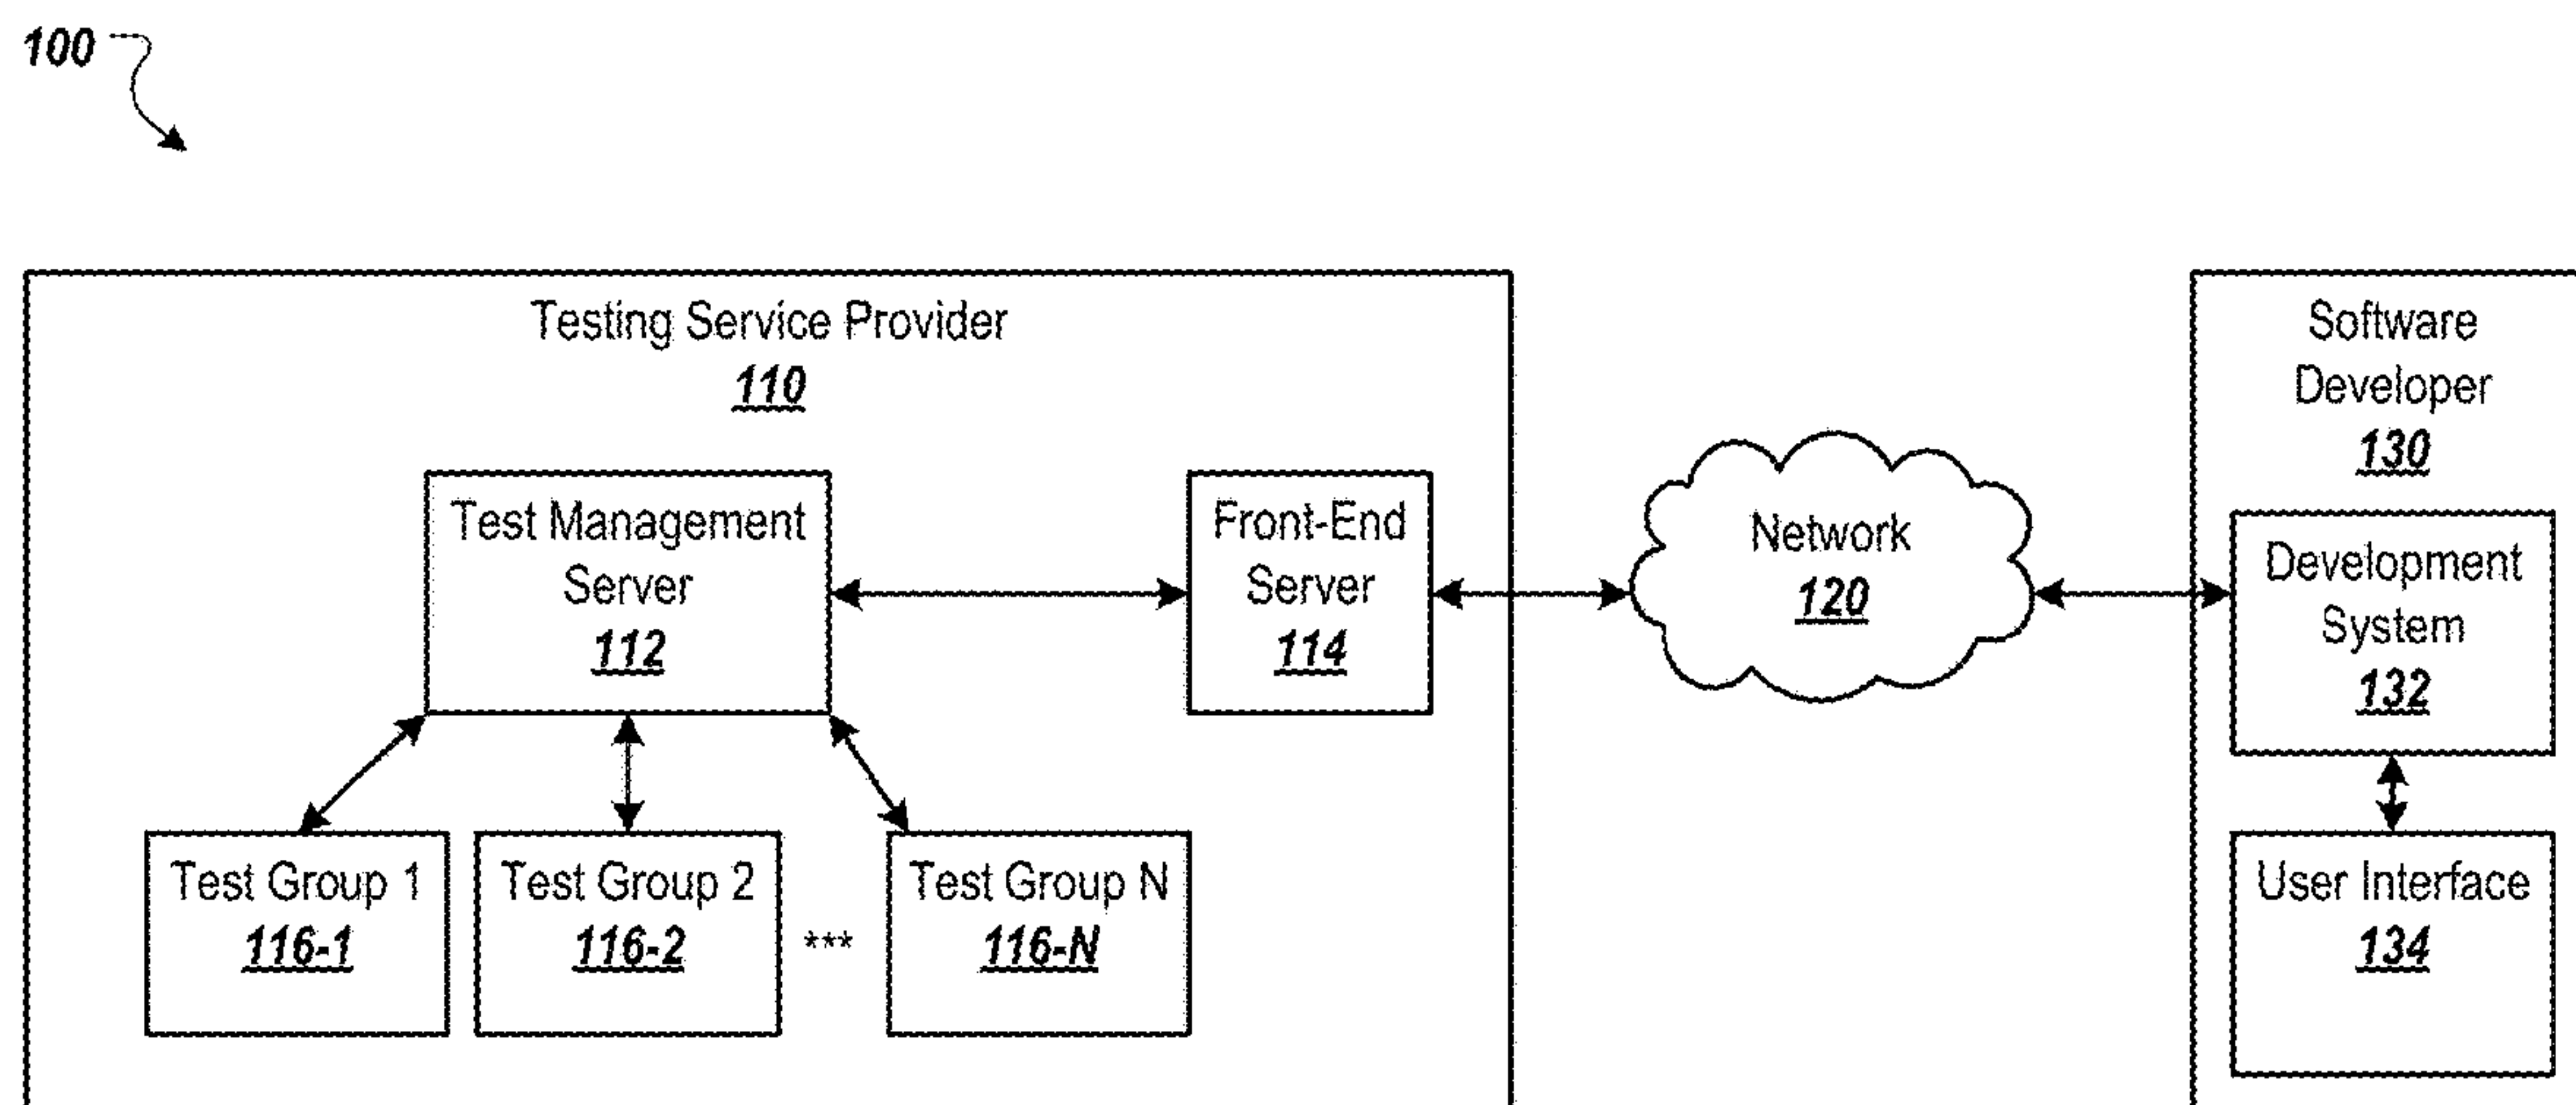 100
Testing Service Provider
110
Test Management
Server
112
Front-End
Server
114
Test Group 1
116-1
Test Group 2
116-2
***
Test Group N
116-N
Network
120
Software
Developer
130
Development
System
132
User Interface
134